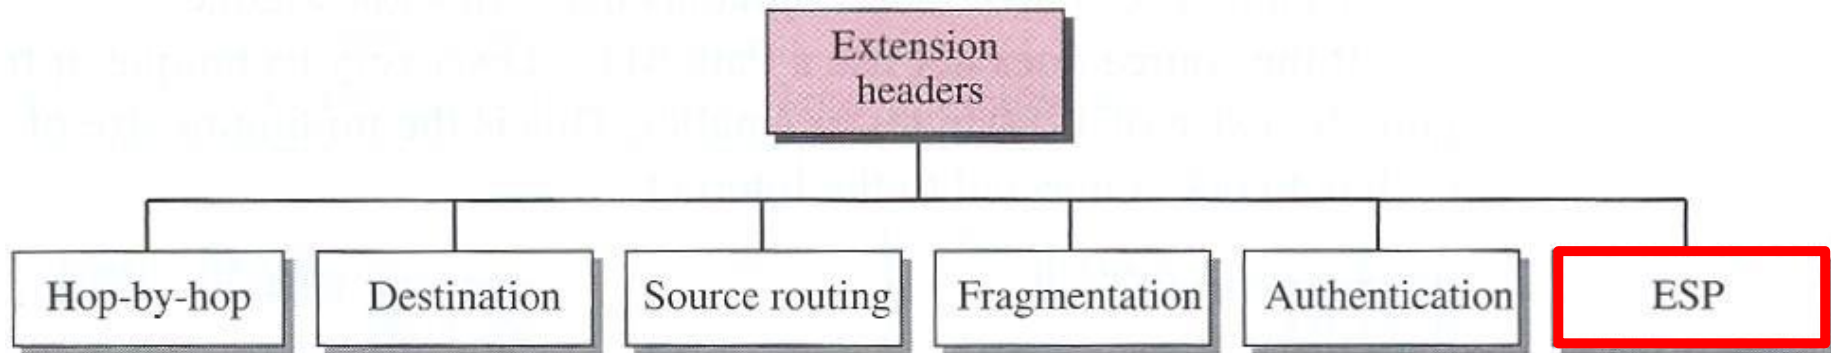 Extension
headers
Hop-by-hop
Destination
Source routing
Fragmentation
Authentication
ESP